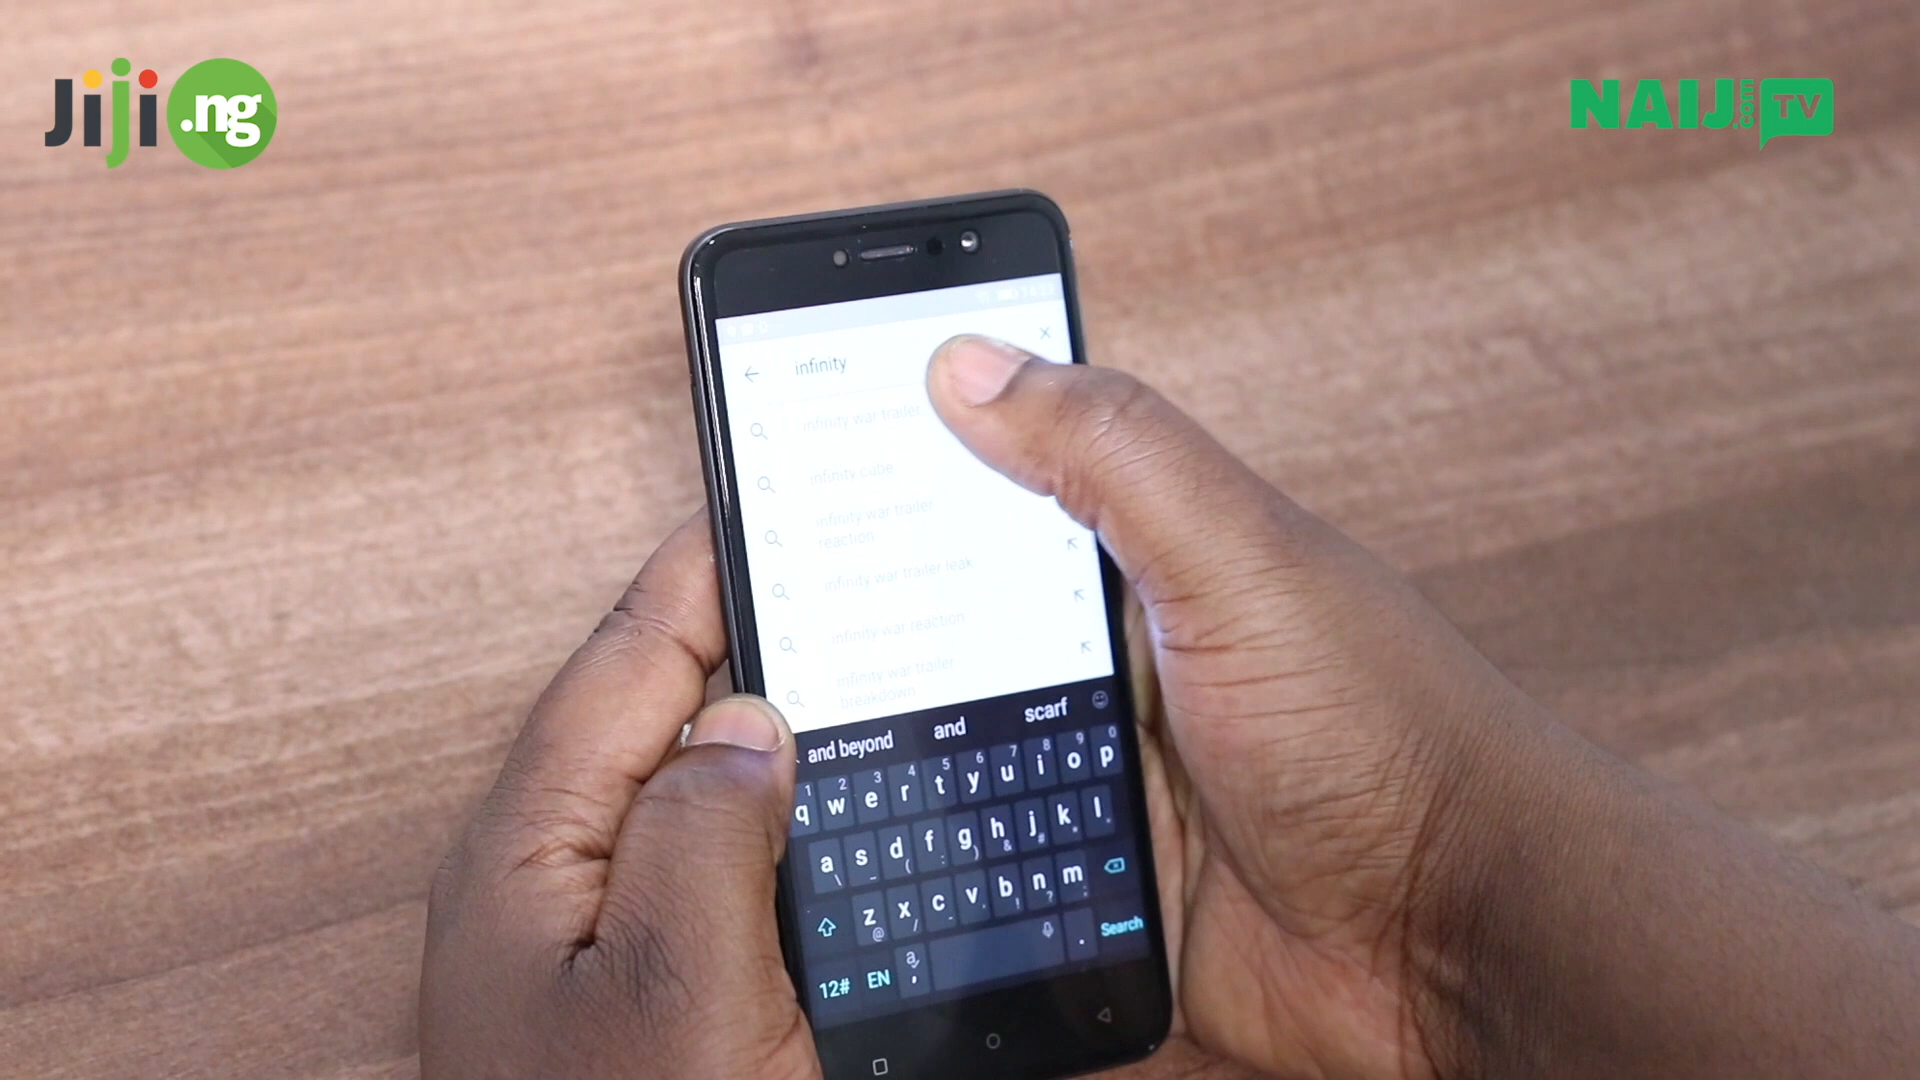 Jiji.ng
NAIJ.com TV
infinity
infinity war trailer
infinity cube
infinity war trailer
reaction
infinity war trailer leak
infinity war reaction
infinity war trailer
breakdown
and beyond and scarf
1 2 3 4 5 6 7 8 9 0
q w e r t y u i o p
a s d f g h j k l
z x c v b n m
12# EN , . Search